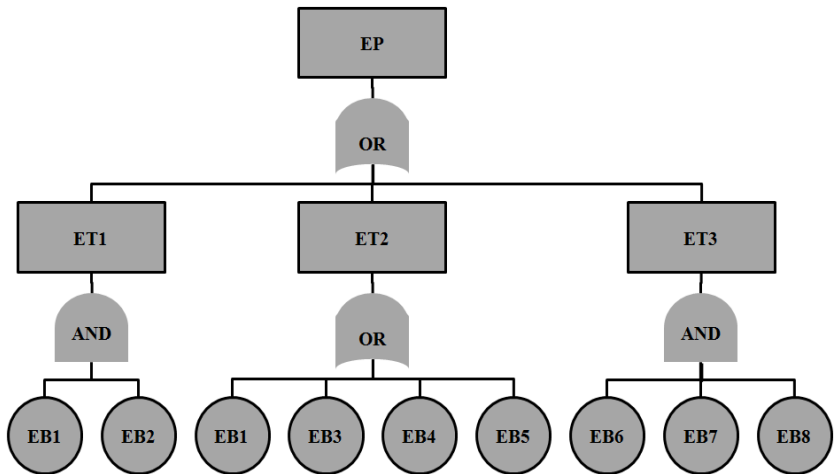 EP
OR
ET1
ET2
ET3
AND
OR
AND
EB1
EB2
EB1
EB3
EB4
EB5
EB6
EB7
EB8